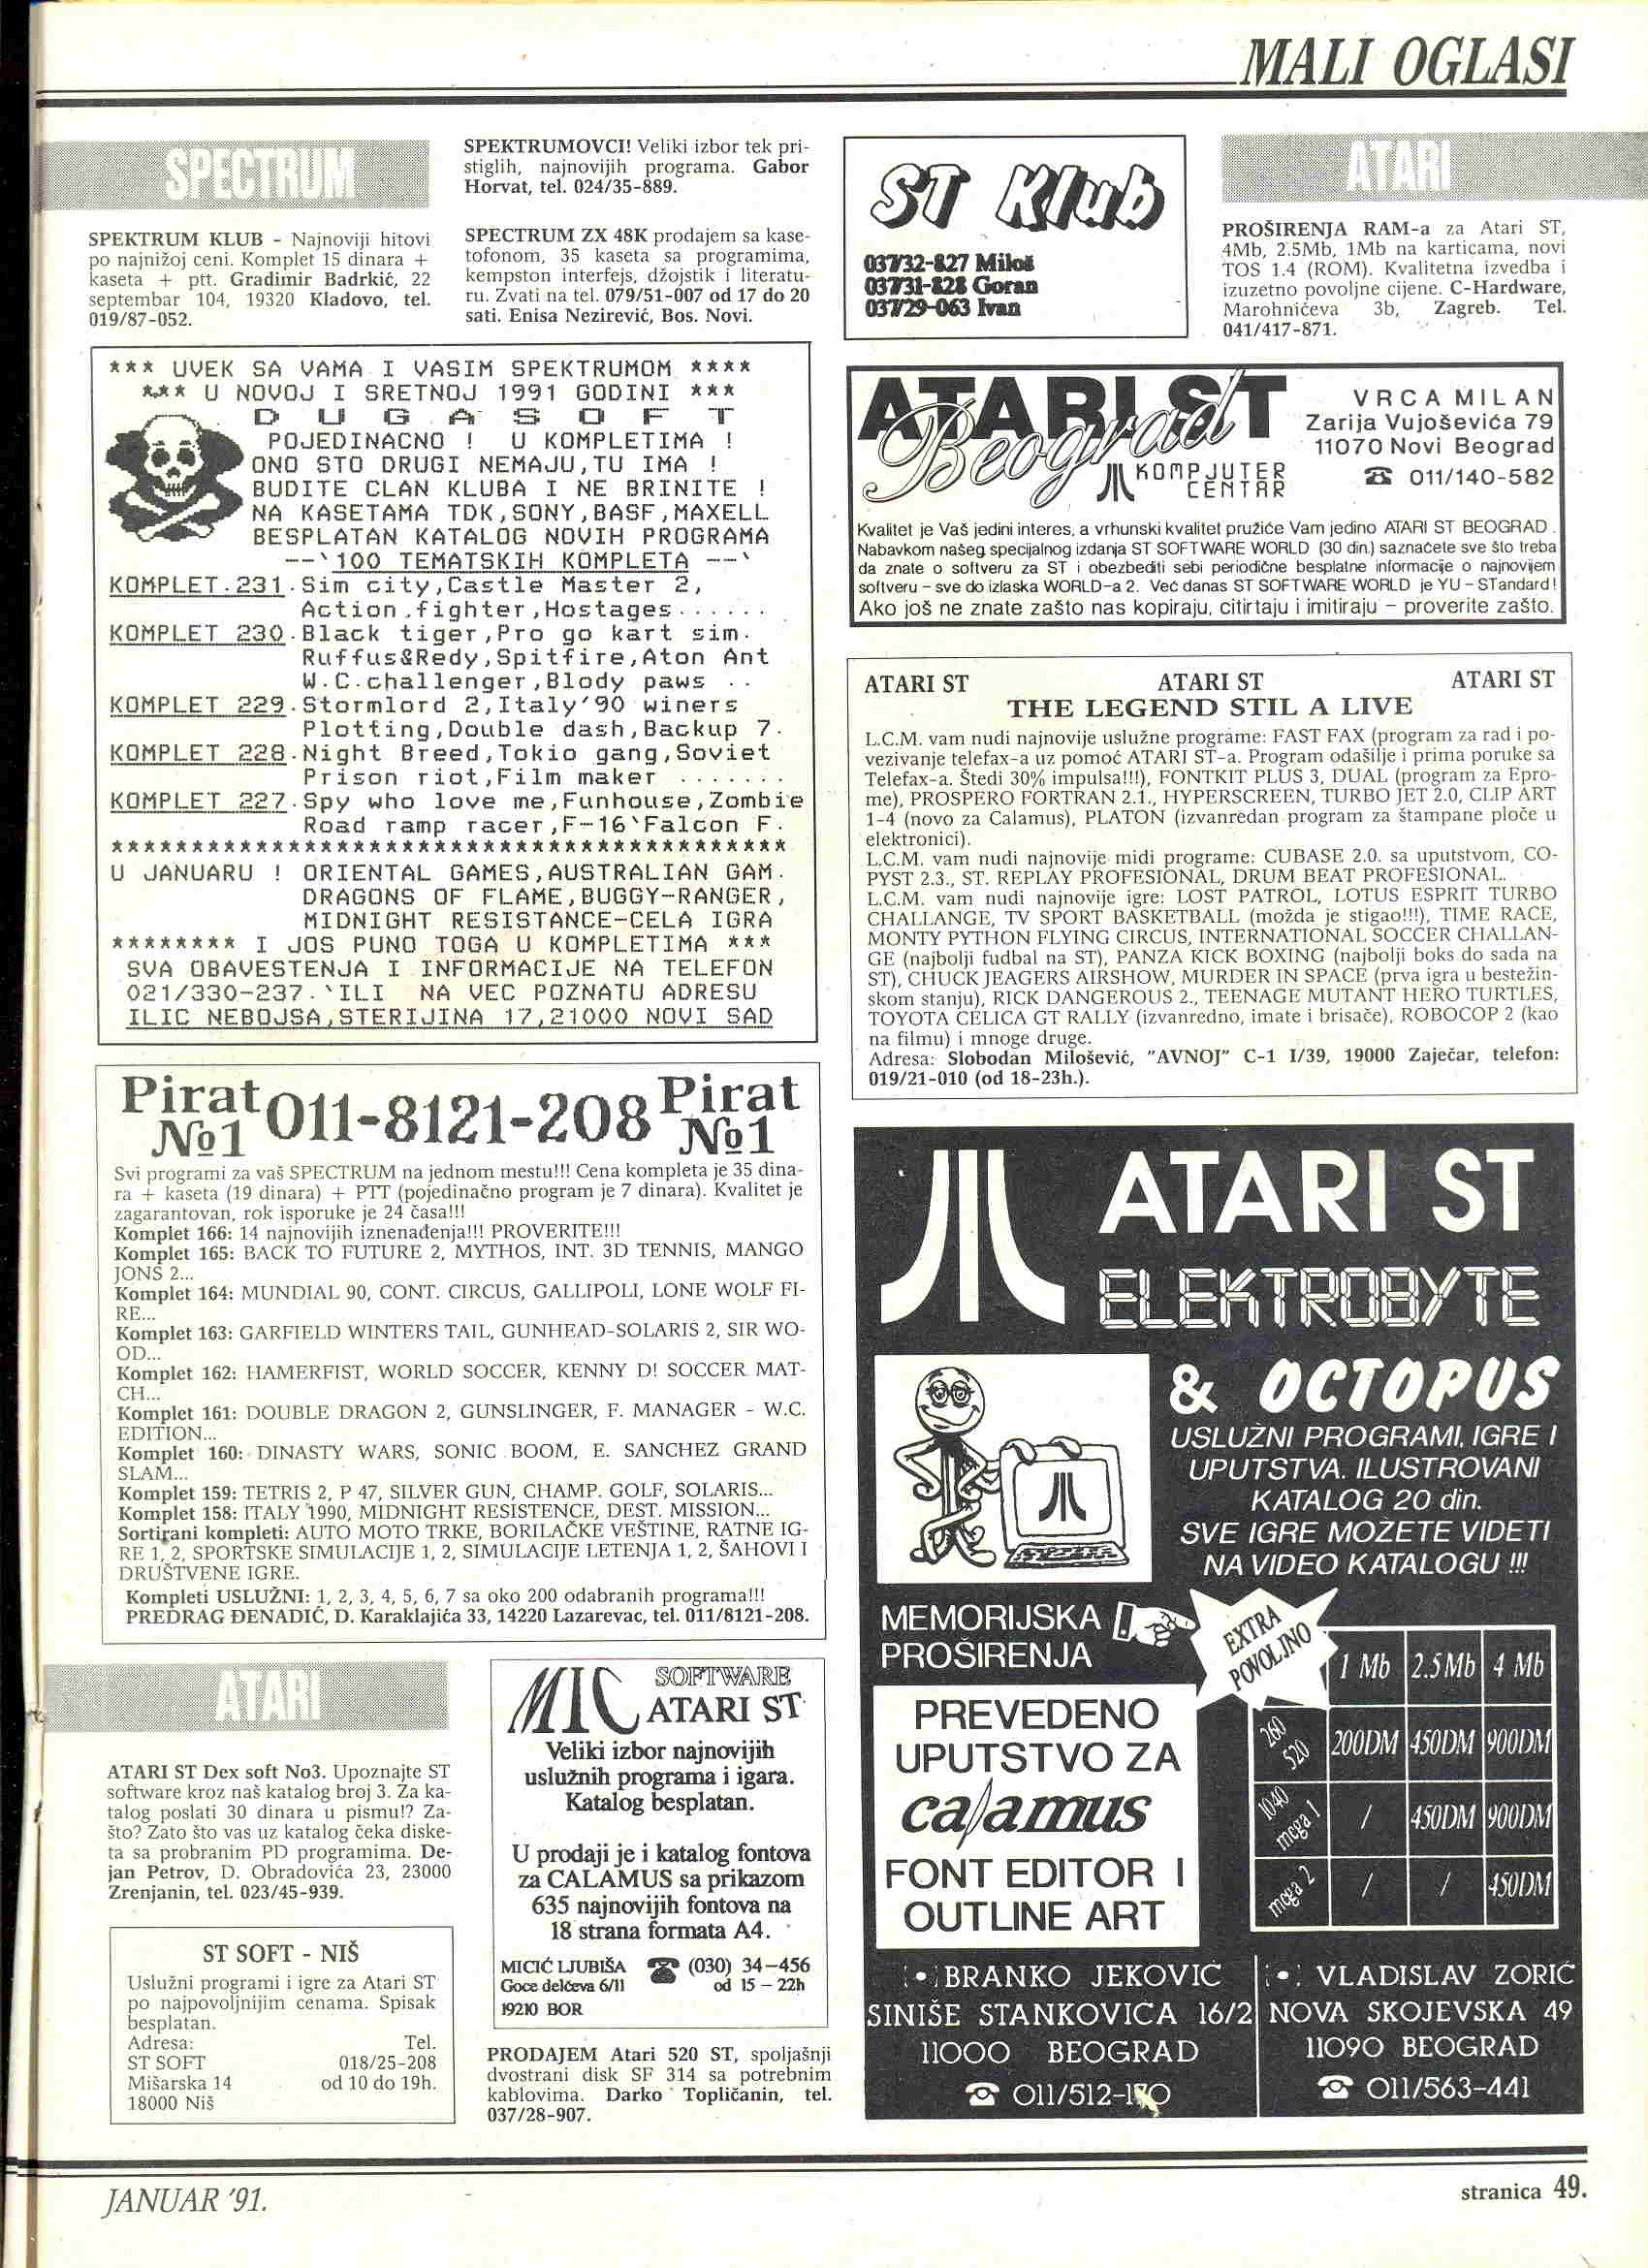 MALI OGLASI
SPECTRUM
SPEKTRUM KLUB - Najnoviji hitovi
po najnižoj ceni. Komplet 15 dinara +
kaseta + ptt. Gradimir Badrkić, 22
septembar 104, 19320 Kladovo, tel.
019/87-052.
SPEKTRUMOVCI! Veliki izbor tek pri-
stiglih, najnovijih programa. Gabor
Horvat, tel. 024/35-889.
SPECTRUM ZX 48K prodajem sa kase-
tofonom, 35 kaseta sa programima,
kempston interfejs, džojstik i literatu-
ru. Zvati na tel. 079/51-007 od 17 do 20
sati. Enisa Nezirević, Bos. Novi.
*** UVEK SA VAMA I VASIM SPEKTRUMOM ****
*** U NOVOJ I SRETNOJ 1991 GODINI ***
D U G A S O F T
POJEDINACNO ! U KOMPLETIMA !
ONO STO DRUGI NEMAJU,TU IMA !
BUDITE CLAN KLUBA I NE BRINITE !
NA KASETAMA TDK,SONY,BASF,MAXELL
BESPLATAN KATALOG NOVIH PROGRAMA
--`100 TEMATSKIH KOMPLETA --`
KOMPLET.231.Sim city,Castle Master 2,
Action.fighter,Hostages......
KOMPLET 230.Black tiger,Pro go kart sim.
Ruffus&Redy,Spitfire,Aton Ant
W.C.challenger,Blody paws ..
KOMPLET 229.Stormlord 2,Italy'90 winers
Plotting,Double dash,Backup 7.
KOMPLET 228.Night Breed,Tokio gang,Soviet
Prison riot,Film maker .......
KOMPLET 227.Spy who love me,Funhouse,Zombie
Road ramp racer,F-16`Falcon F.
******************************************
U JANUARU ! ORIENTAL GAMES,AUSTRALIAN GAM.
DRAGONS OF FLAME,BUGGY-RANGER,
MIDNIGHT RESISTANCE-CELA IGRA
******** I JOS PUNO TOGA U KOMPLETIMA ***
SVA OBAVESTENJA I INFORMACIJE NA TELEFON
021/330-237.`ILI NA VEC POZNATU ADRESU
ILIC NEBOJSA,STERIJINA 17,21000 NOVI SAD
Pirat No1 011-8121-208 Pirat No1
Svi programi za vaš SPECTRUM na jednom mestu!!! Cena kompleta je 35 dina-
ra + kaseta (19 dinara) + PTT (pojedinačno program je 7 dinara). Kvalitet je
zagarantovan, rok isporuke je 24 časa!!!
Komplet 166: 14 najnovijih iznenađenja!!! PROVERITE!!!
Komplet 165: BACK TO FUTURE 2, MYTHOS, INT. 3D TENNIS, MANGO
JONS 2...
Komplet 164: MUNDIAL 90, CONT. CIRCUS, GALLIPOLI, LONE WOLF FI-
RE...
Komplet 163: GARFIELD WINTERS TAIL, GUNHEAD-SOLARIS 2, SIR WO-
OD...
Komplet 162: HAMERFIST, WORLD SOCCER, KENNY D! SOCCER MAT-
CH...
Komplet 161: DOUBLE DRAGON 2, GUNSLINGER, F. MANAGER - W.C.
EDITION...
Komplet 160: DINASTY WARS, SONIC BOOM, E. SANCHEZ GRAND
SLAM...
Komplet 159: TETRIS 2, P 47, SILVER GUN, CHAMP. GOLF, SOLARIS...
Komplet 158: ITALY 1990, MIDNIGHT RESISTENCE, DEST. MISSION...
Sortirani kompleti: AUTO MOTO TRKE, BORILAČKE VEŠTINE, RATNE IG-
RE 1, 2, SPORTSKE SIMULACIJE 1, 2, SIMULACIJE LETENJA 1, 2, ŠAHOVI I
DRUŠTVENE IGRE.
Kompleti USLUŽNI: 1, 2, 3, 4, 5, 6, 7 sa oko 200 odabranih programa!!!
PREDRAG ĐENADIĆ, D. Karaklajića 33, 14220 Lazarevac, tel. 011/8121-208.
ATARI
ATARI ST Dex soft No3. Upoznajte ST
software kroz naš katalog broj 3. Za ka-
talog poslati 30 dinara u pismu!? Za-
što? Zato što vas uz katalog čeka diske-
ta sa probranim PD programima. De-
jan Petrov, D. Obradovića 23, 23000
Zrenjanin, tel. 023/45-939.
ST SOFT - NIŠ
Uslužni programi i igre za Atari ST
po najpovoljnijim cenama. Spisak
besplatan.
Adresa: Tel.
ST SOFT 018/25-208
Mišarska 14 od 10 do 19h.
18000 Niš
MIC SOFTWARE
ATARI ST
Veliki izbor najnovijih
uslužnih programa i igara.
Katalog besplatan.
U prodaji je i katalog fontova
za CALAMUS sa prikazom
635 najnovijih fontova na
18 strana formata A4.
MICIĆ LJUBIŠA ☎ (030) 34-456
Goce delčeva 6/11 od 15 - 22h
19210 BOR
PRODAJEM Atari 520 ST, spoljašnji
dvostrani disk SF 314 sa potrebnim
kablovima. Darko Topličanin, tel.
037/28-907.
ST Klub
037/32-827 Miloš
037/31-828 Goran
037/29-063 Ivan
ATARI
PROŠIRENJA RAM-a za Atari ST,
4Mb, 2.5Mb, 1Mb na karticama, novi
TOS 1.4 (ROM). Kvalitetna izvedba i
izuzetno povoljne cijene. C-Hardware,
Marohnićeva 3b, Zagreb. Tel.
041/417-871.
ATARI ST
Beograd
KOMPJUTER
CENTAR
VRCA MILAN
Zarija Vujoševića 79
11070 Novi Beograd
☎ 011/140-582
Kvalitet je Vaš jedini interes, a vrhunski kvalitet pružiće Vam jedino ATARI ST BEOGRAD.
Nabavkom našeg specijalnog izdanja ST SOFTWARE WORLD (30 din.) saznaćete sve što treba
da znate o softveru za ST i obezbediti sebi periodične besplatne informacije o najnovijem
softveru - sve do izlaska WORLD-a 2. Već danas ST SOFTWARE WORLD je YU - STandard!
Ako još ne znate zašto nas kopiraju, citirtaju i imitiraju - proverite zašto.
ATARI ST ATARI ST ATARI ST
THE LEGEND STIL A LIVE
L.C.M. vam nudi najnovije uslužne programe: FAST FAX (program za rad i po-
vezivanje telefax-a uz pomoć ATARI ST-a. Program odašilje i prima poruke sa
Telefax-a. Štedi 30% impulsa!!!), FONTKIT PLUS 3, DUAL (program za Epro-
me), PROSPERO FORTRAN 2.1., HYPERSCREEN, TURBO JET 2.0, CLIP ART
1-4 (novo za Calamus), PLATON (izvanredan program za štampane ploče u
elektronici).
L.C.M. vam nudi najnovije midi programe: CUBASE 2.0. sa uputstvom, CO-
PYST 2.3., ST. REPLAY PROFESIONAL, DRUM BEAT PROFESIONAL.
L.C.M. vam nudi najnovije igre: LOST PATROL, LOTUS ESPRIT TURBO
CHALLANGE, TV SPORT BASKETBALL (možda je stigao!!!), TIME RACE,
MONTY PYTHON FLYING CIRCUS, INTERNATIONAL SOCCER CHALLAN-
GE (najbolji fudbal na ST), PANZA KICK BOXING (najbolji boks do sada na
ST), CHUCK JEAGERS AIRSHOW, MURDER IN SPACE (prva igra u bestežin-
skom stanju), RICK DANGEROUS 2., TEENAGE MUTANT HERO TURTLES,
TOYOTA CELICA GT RALLY (izvanredno, imate i brisače), ROBOCOP 2 (kao
na filmu) i mnoge druge.
Adresa: Slobodan Milošević, "AVNOJ" C-1 I/39, 19000 Zaječar, telefon:
019/21-010 (od 18-23h.).
ATARI ST
ELEKTROBYTE
& OCTOPUS
USLUŽNI PROGRAMI, IGRE I
UPUTSTVA. ILUSTROVANI
KATALOG 20 din.
SVE IGRE MOŽETE VIDETI
NA VIDEO KATALOGU !!!
MEMORIJSKA
PROŠIRENJA
EXTRA
POVOLJNO
1 Mb 2.5Mb 4 Mb
260 520 200DM 450DM 900DM
1040 mega 1 / 450DM 900DM
mega 2 / / 450DM
PREVEDENO
UPUTSTVO ZA
calamus
FONT EDITOR I
OUTLINE ART
BRANKO JEKOVIĆ
SINIŠE STANKOVIĆA 16/2
11000 BEOGRAD
☎ 011/512-170
VLADISLAV ZORIĆ
NOVA SKOJEVSKA 49
11090 BEOGRAD
☎ 011/563-441
JANUAR '91.
stranica 49.